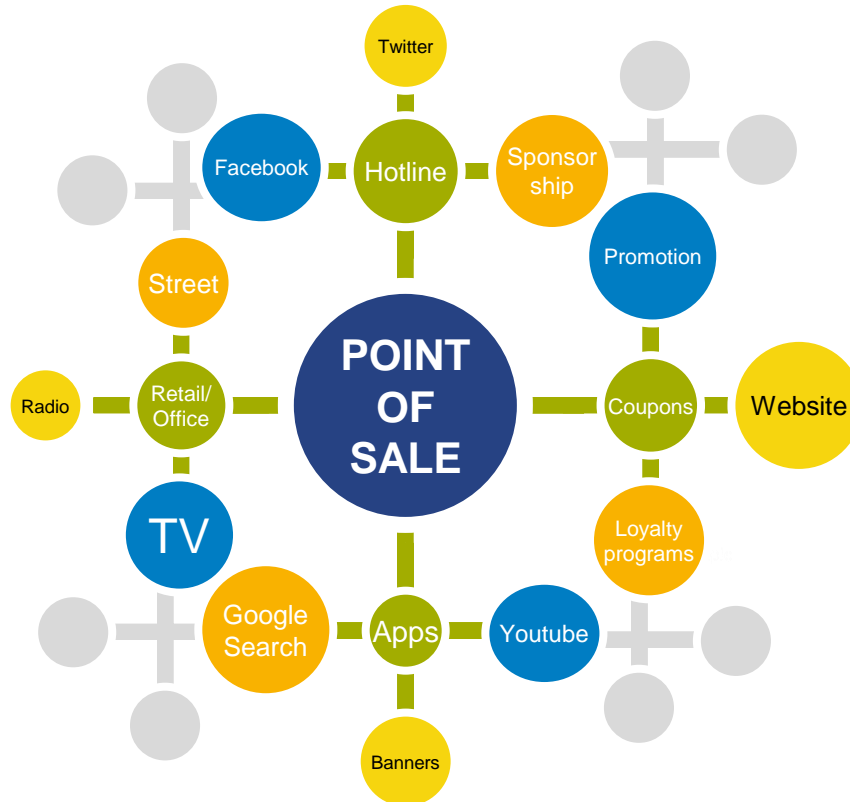 Twitter
Facebook
Hotline
Sponsor
ship
Promotion
Street
POINT
OF
SALE
Radio
Retail/
Office
Coupons
Website
TV
Loyalty
programs
Google
Search
Apps
Youtube
Banners